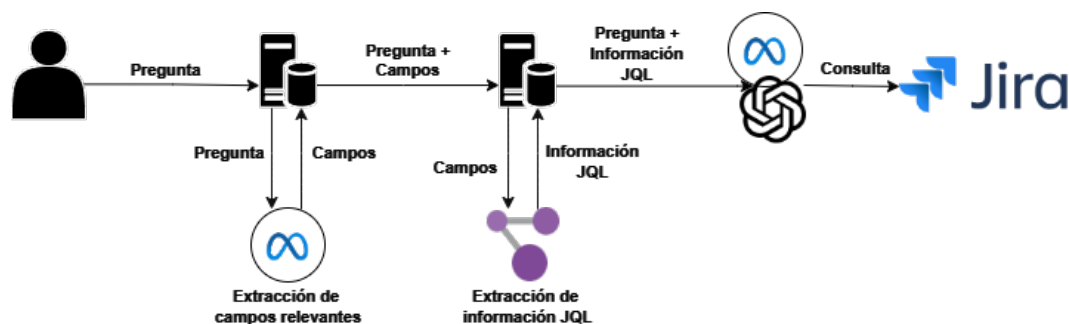 Pregunta
Pregunta +
Campos
Pregunta +
Información
JQL
Consulta
Jira
Pregunta
Campos
Campos
Información
JQL
Extracción de
campos relevantes
Extracción de
información JQL